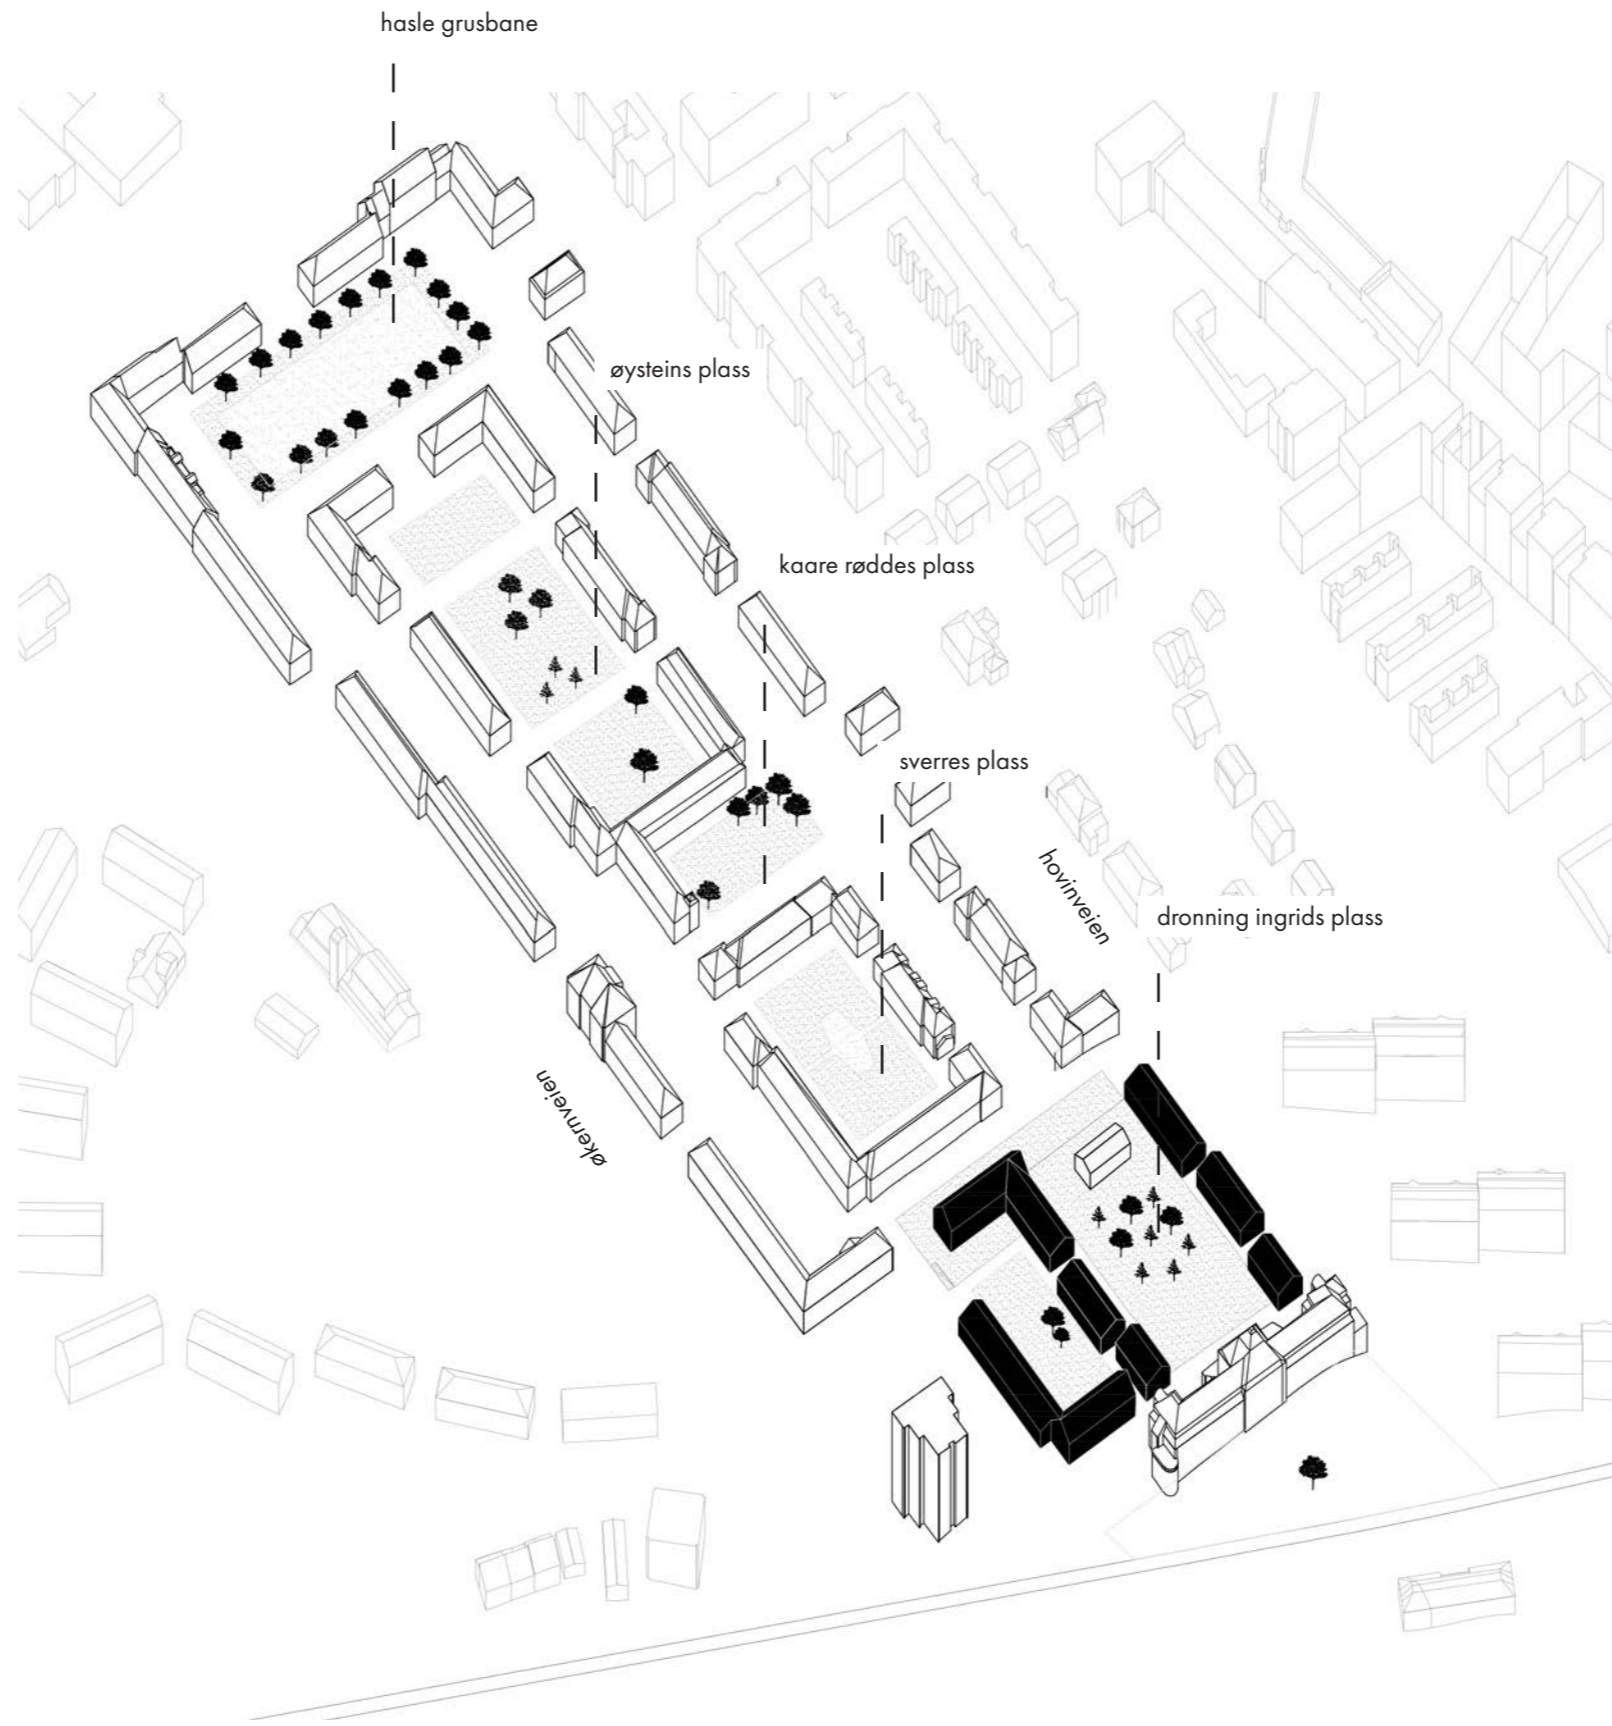 hasle grusbane
øysteins plass
kaare røddes plass
sverres plass
hovinveien
dronning ingrids plass
økernveien